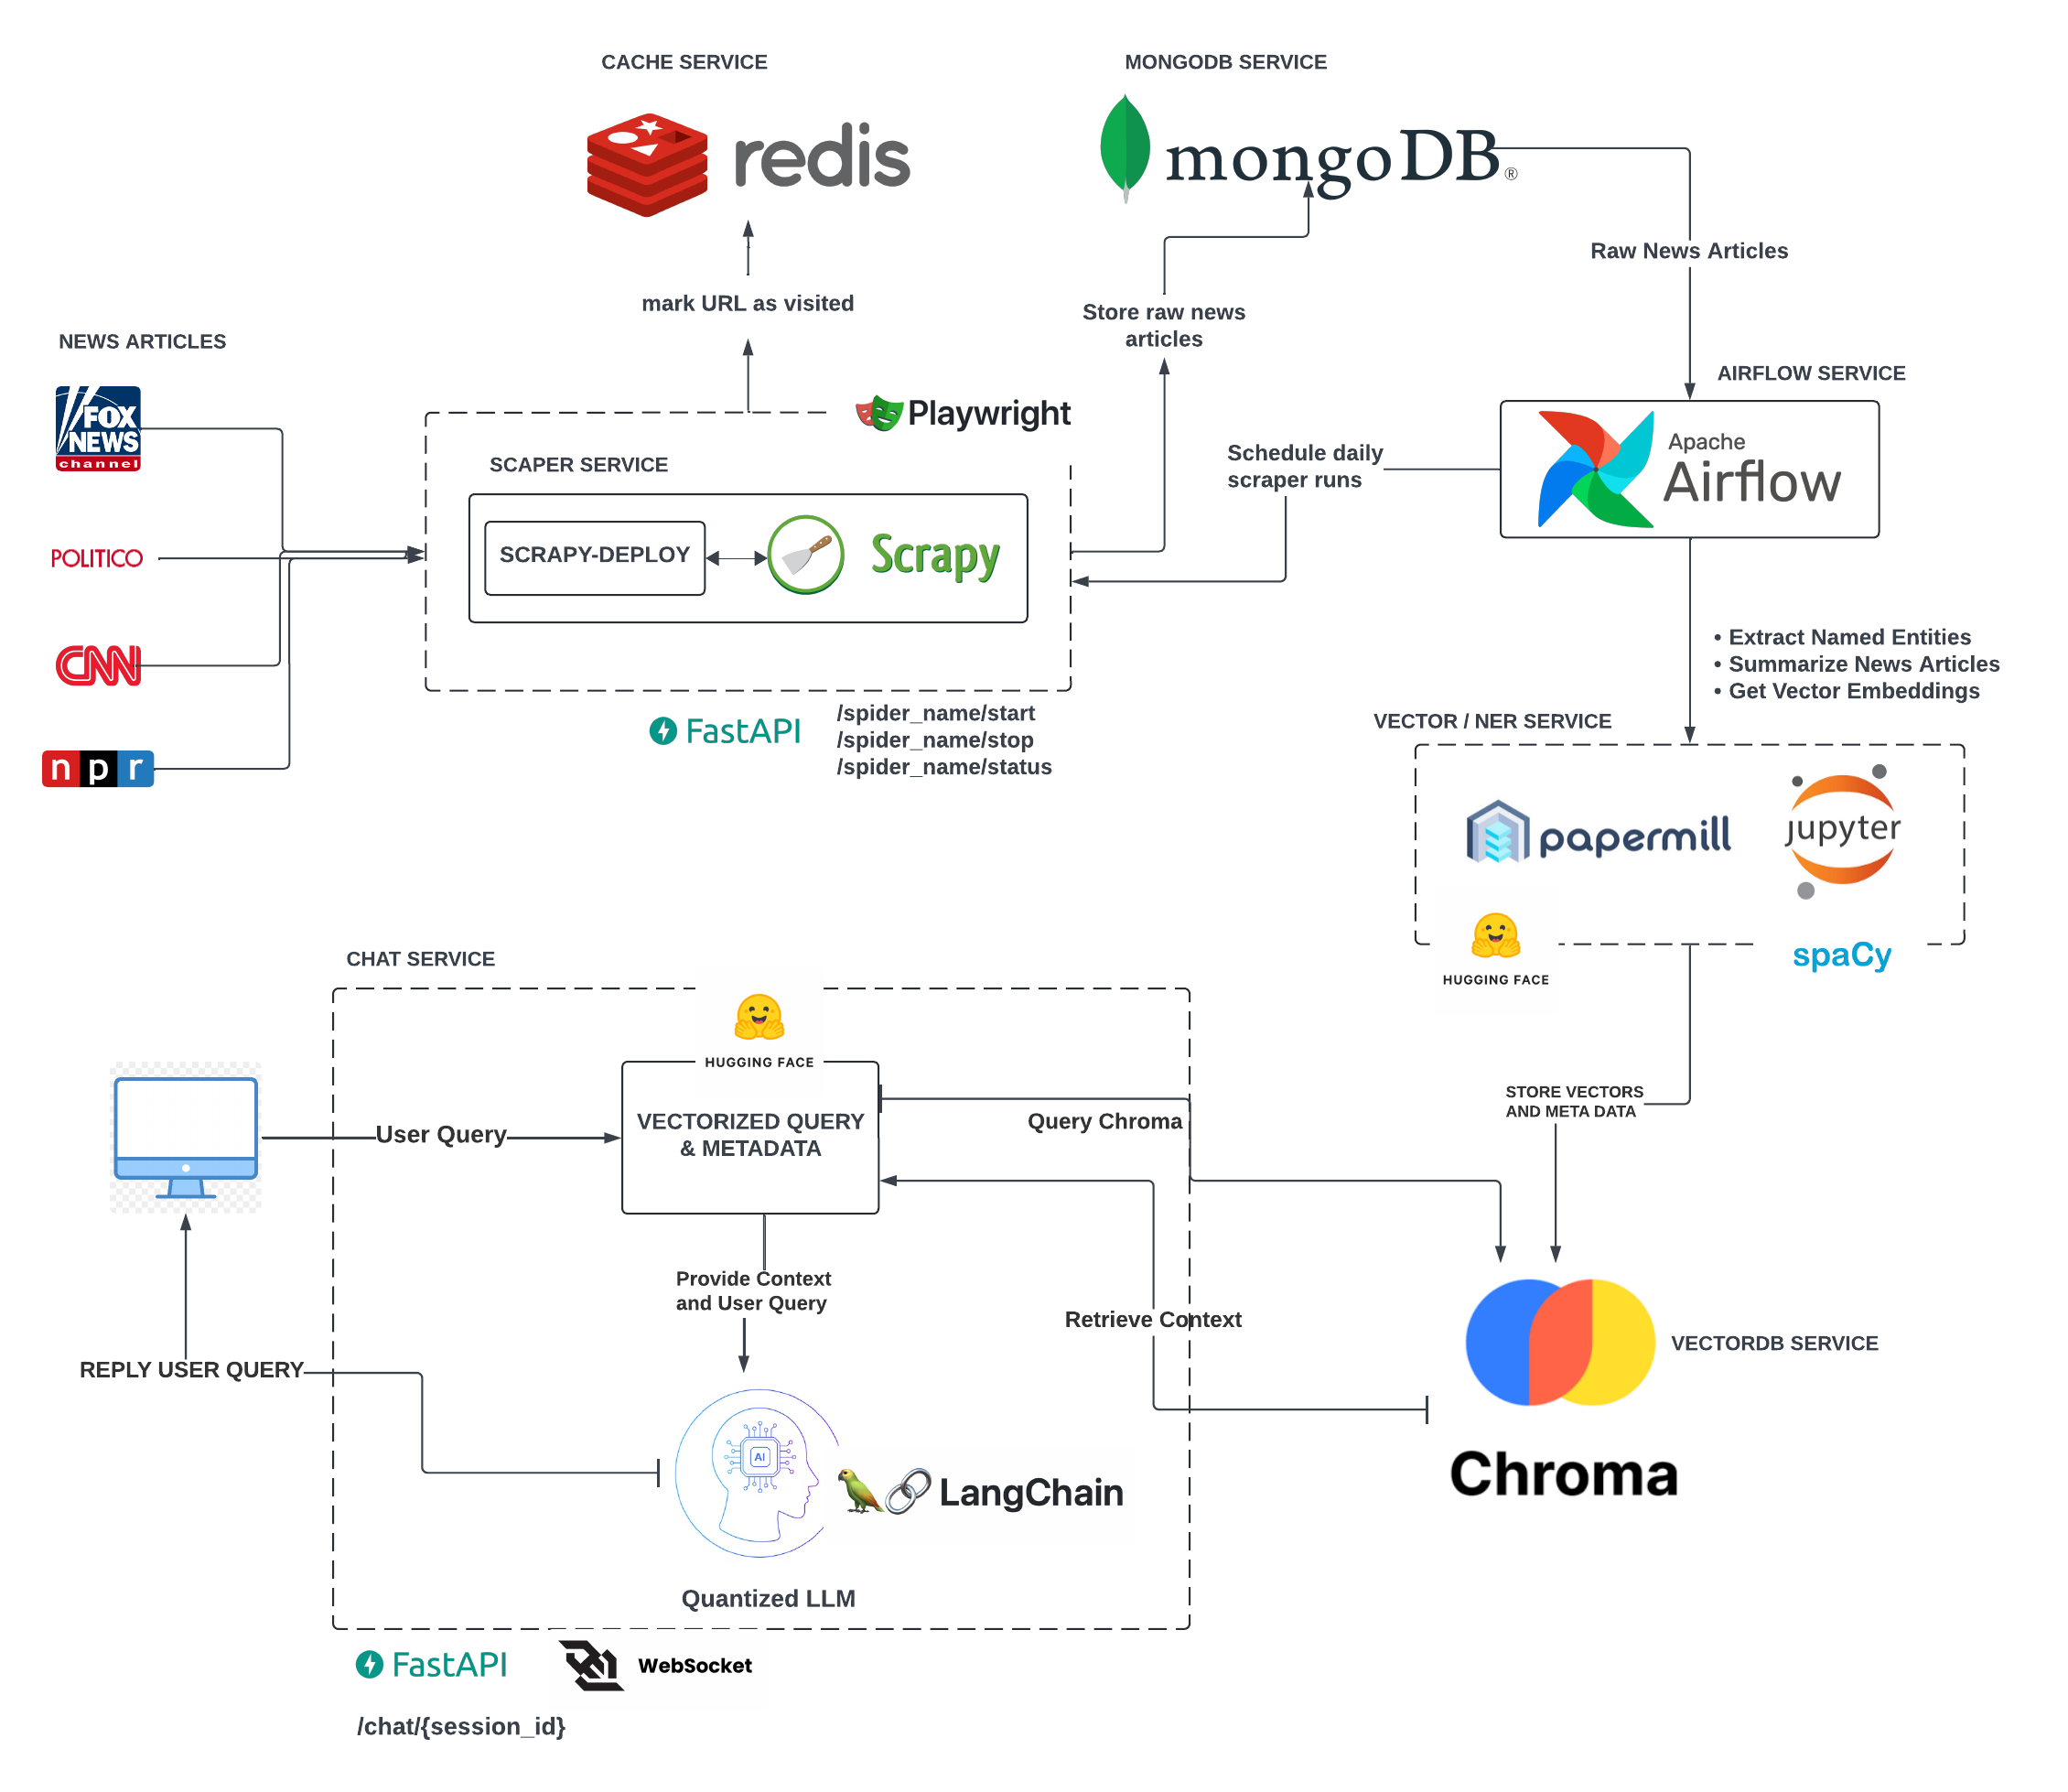 CACHE SERVICE
redis
MONGODB SERVICE
mongoDB®
Raw News Articles
mark URL as visited
Store raw news
articles
NEWS ARTICLES
FOX
NEWS
channel
POLITICO
CNN
npr
Playwright
SCAPER SERVICE
SCRAPY-DEPLOY
Scrapy
FastAPI
/spider_name/start
/spider_name/stop
/spider_name/status
Schedule daily
scraper runs
AIRFLOW SERVICE
Apache
Airflow
• Extract Named Entities
• Summarize News Articles
• Get Vector Embeddings
VECTOR / NER SERVICE
papermill
jupyter
HUGGING FACE
spaCy
STORE VECTORS
AND META DATA
CHAT SERVICE
HUGGING FACE
VECTORIZED QUERY
& METADATA
User Query
Query Chroma
Provide Context
and User Query
Retrieve Context
REPLY USER QUERY
AI
LangChain
Quantized LLM
VECTORDB SERVICE
Chroma
FastAPI
WebSocket
/chat/{session_id}